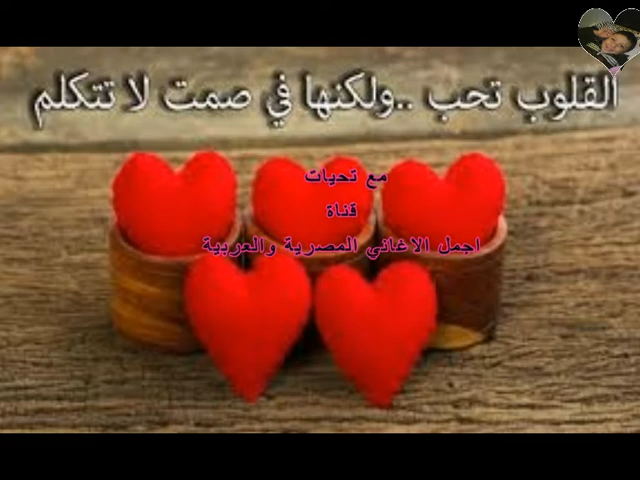 القلوب تحب ..ولكنها في صمت لا تتكلم
مع تحيات
قناة
اجمل الاغاني المصرية والعربية